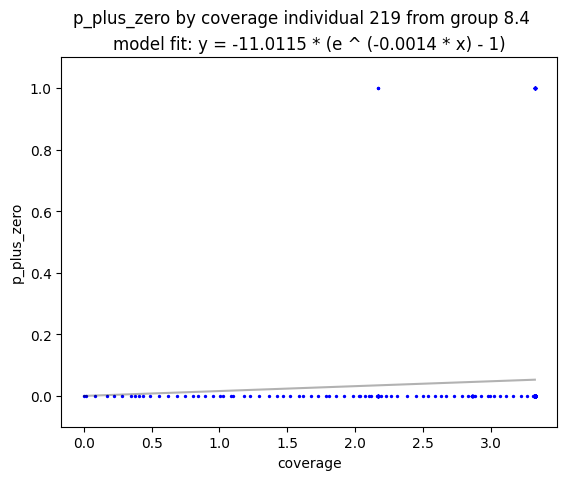 p_plus_zero by coverage individual 219 from group 8.4
model fit: y = -11.0115 * (e ^ (-0.0014 * x) - 1)
1.0
0.8
0.6
0.4
0.2
0.0
p_plus_zero
0.0 0.5 1.0 1.5 2.0 2.5 3.0
coverage